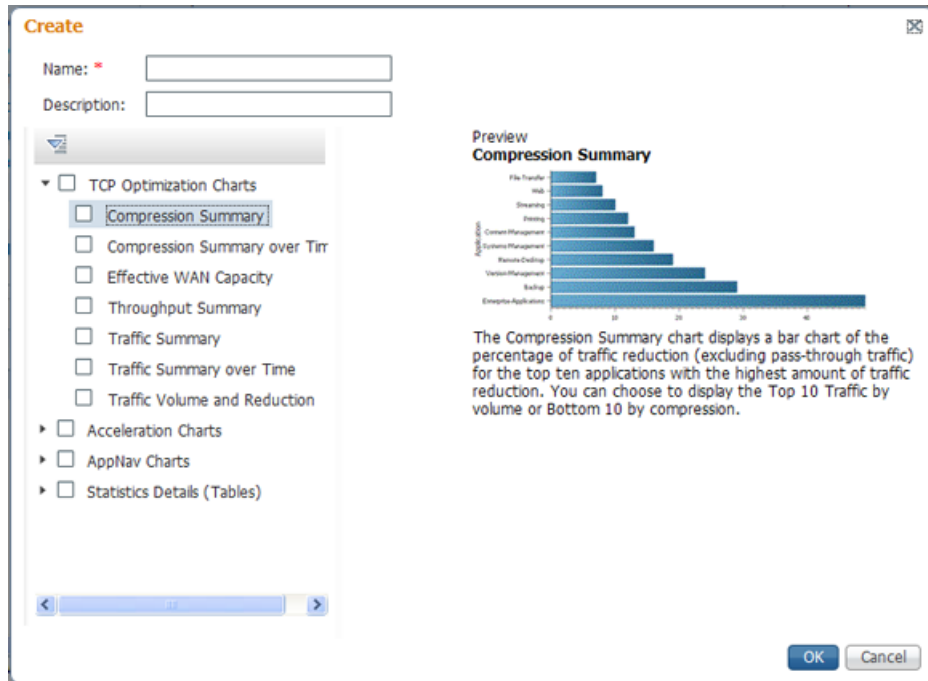 Create
Name: *
Description:
TCP Optimization Charts
Compression Summary
Compression Summary over Tim
Effective WAN Capacity
Throughput Summary
Traffic Summary
Traffic Summary over Time
Traffic Volume and Reduction
Acceleration Charts
AppNav Charts
Statistics Details (Tables)
Preview
Compression Summary
Application
File-Transfer
Web
Streaming
Printing
Content-Management
Systems-Management
Remote-Desktop
Version-Management
Backup
Enterprise-Applications
0 10 20 30 40
The Compression Summary chart displays a bar chart of the
percentage of traffic reduction (excluding pass-through traffic)
for the top ten applications with the highest amount of traffic
reduction. You can choose to display the Top 10 Traffic by
volume or Bottom 10 by compression.
OK Cancel